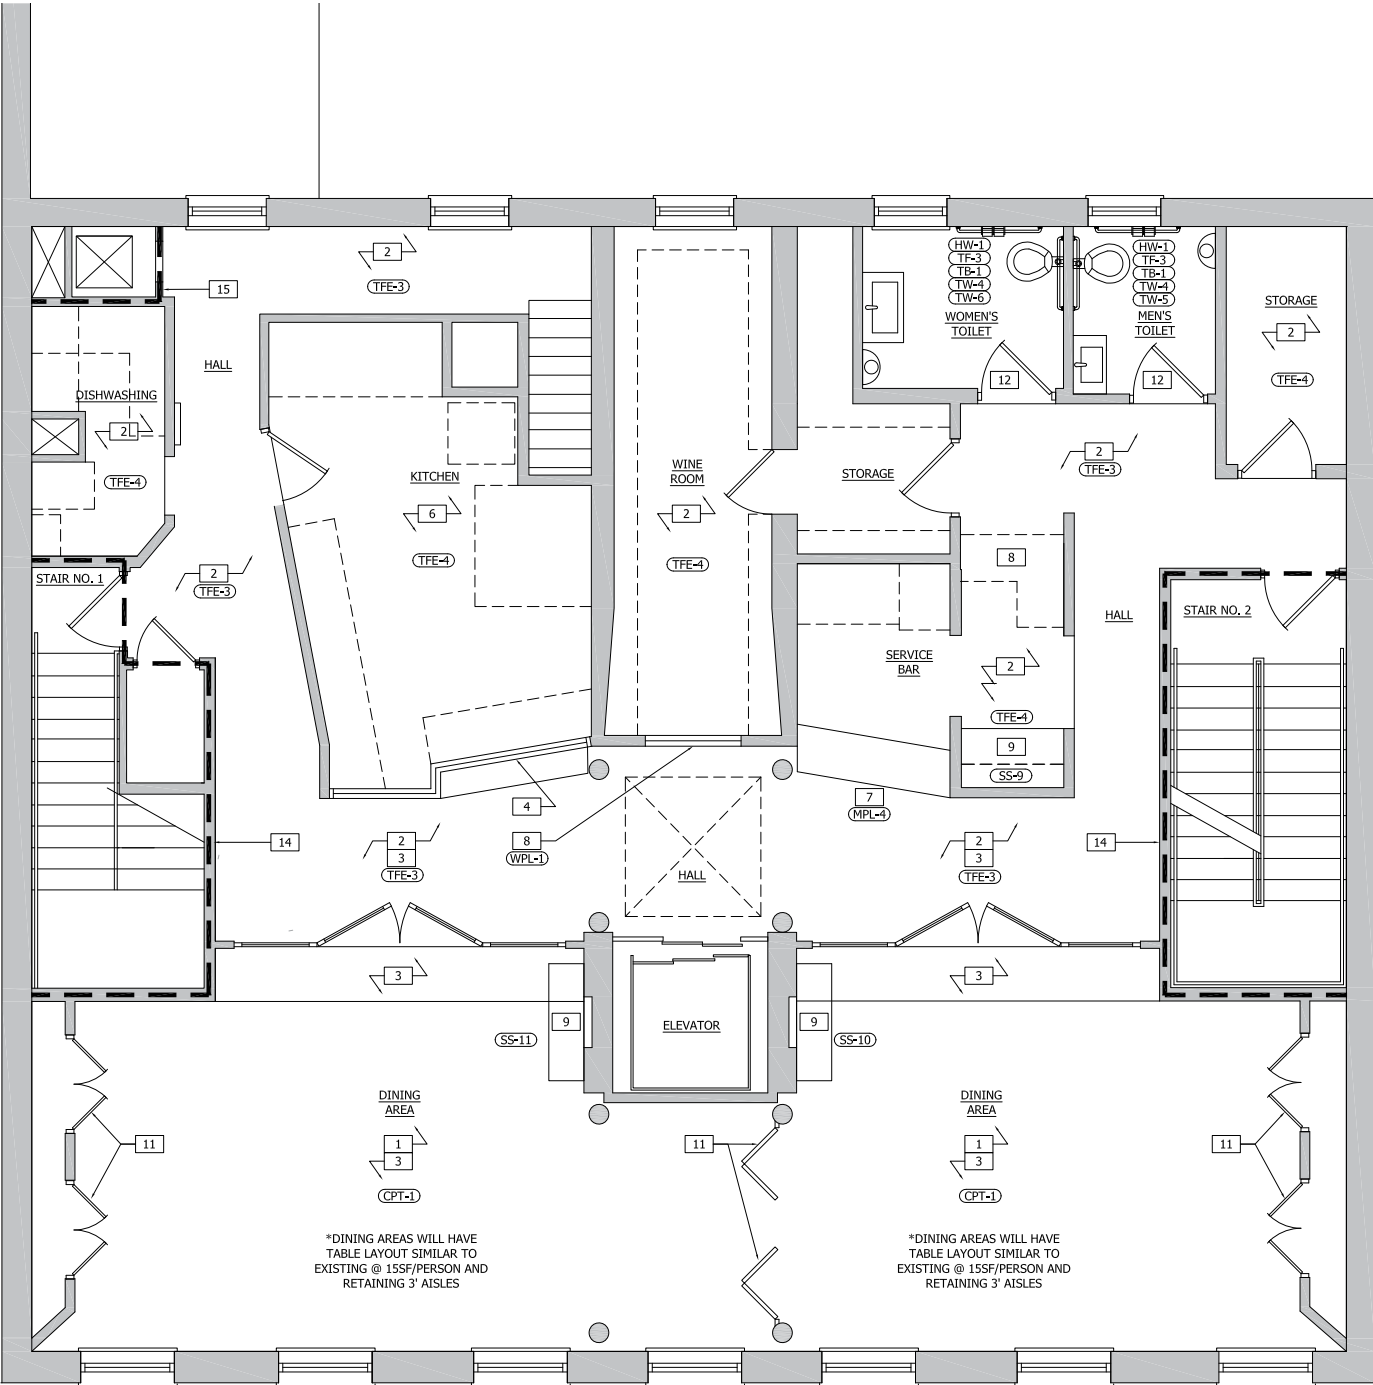 2
TFE-3
15
HALL
DISHWASHING
2
TFE-4
KITCHEN
6
TFE-4
STAIR NO. 1
2
TFE-3
WINE
ROOM
2
TFE-4
STORAGE
HW-1
TF-3
TB-1
TW-4
TW-6
WOMEN'S
TOILET
12
HW-1
TF-3
TB-1
TW-4
TW-5
MEN'S
TOILET
12
STORAGE
2
TFE-4
2
TFE-3
8
HALL
STAIR NO. 2
SERVICE
BAR
2
TFE-4
9
SS-9
7
MPL-4
4
8
WPL-1
HALL
14
2
3
TFE-3
2
3
TFE-3
14
3
3
9
SS-11
ELEVATOR
9
SS-10
DINING
AREA
1
3
CPT-1
11
11
DINING
AREA
1
3
CPT-1
11
*DINING AREAS WILL HAVE
TABLE LAYOUT SIMILAR TO
EXISTING @ 15SF/PERSON AND
RETAINING 3' AISLES
*DINING AREAS WILL HAVE
TABLE LAYOUT SIMILAR TO
EXISTING @ 15SF/PERSON AND
RETAINING 3' AISLES